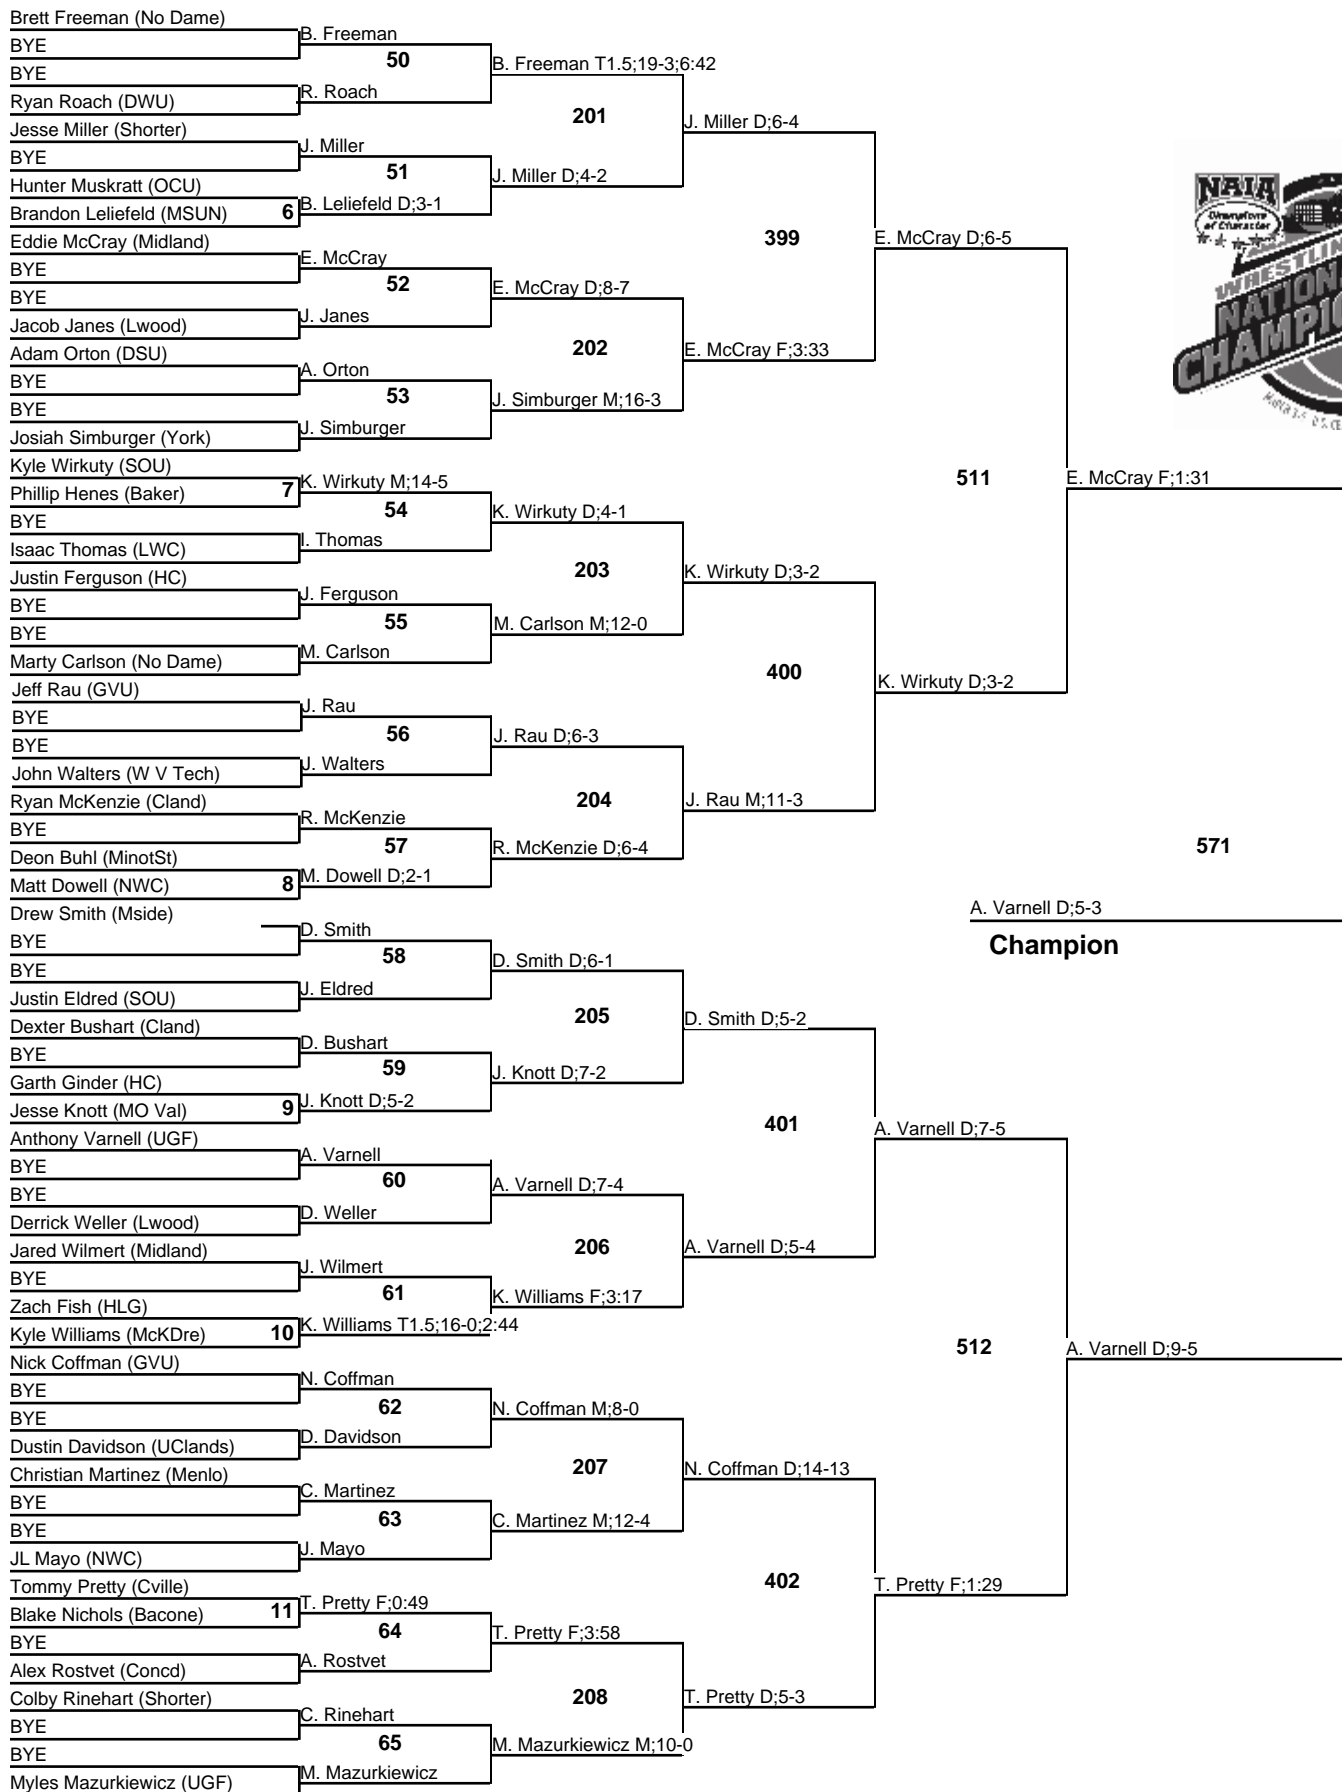 Brett Freeman (No Dame)
BYE
BYE
Ryan Roach (DWU)
Jesse Miller (Shorter)
BYE
Hunter Muskratt (OCU)
Brandon Leliefeld (MSUN) 6
Eddie McCray (Midland)
BYE
BYE
Jacob Janes (Lwood)
Adam Orton (DSU)
BYE
BYE
Josiah Simburger (York)
Kyle Wirkuty (SOU)
Phillip Henes (Baker) 7
BYE
Isaac Thomas (LWC)
Justin Ferguson (HC)
BYE
BYE
Marty Carlson (No Dame)
Jeff Rau (GVU)
BYE
BYE
John Walters (W V Tech)
Ryan McKenzie (Cland)
BYE
Deon Buhl (MinotSt)
Matt Dowell (NWC) 8
Drew Smith (Mside)
BYE
BYE
Justin Eldred (SOU)
Dexter Bushart (Cland)
BYE
Garth Ginder (HC)
Jesse Knott (MO Val) 9
Anthony Varnell (UGF)
BYE
BYE
Derrick Weller (Lwood)
Jared Wilmert (Midland)
BYE
Zach Fish (HLG)
Kyle Williams (McKDre) 10
Nick Coffman (GVU)
BYE
BYE
Dustin Davidson (UClands)
Christian Martinez (Menlo)
BYE
BYE
JL Mayo (NWC)
Tommy Pretty (Cville)
Blake Nichols (Bacone) 11
BYE
Alex Rostvet (Concd)
Colby Rinehart (Shorter)
BYE
BYE
Myles Mazurkiewicz (UGF)
B. Freeman
50
R. Roach
J. Miller
51
B. Leliefeld D;3-1
E. McCray
52
J. Janes
A. Orton
53
J. Simburger
K. Wirkuty M;14-5
54
I. Thomas
J. Ferguson
55
M. Carlson
J. Rau
56
J. Walters
R. McKenzie
57
M. Dowell D;2-1
D. Smith
58
J. Eldred
D. Bushart
59
J. Knott D;5-2
A. Varnell
60
D. Weller
J. Wilmert
61
K. Williams T1.5;16-0;2:44
N. Coffman
62
D. Davidson
C. Martinez
63
J. Mayo
T. Pretty F;0:49
64
A. Rostvet
C. Rinehart
65
M. Mazurkiewicz
B. Freeman T1.5;19-3;6:42
201
J. Miller D;4-2
E. McCray D;8-7
202
J. Simburger M;16-3
K. Wirkuty D;4-1
203
M. Carlson M;12-0
J. Rau D;6-3
204
R. McKenzie D;6-4
D. Smith D;6-1
205
J. Knott D;7-2
A. Varnell D;7-4
206
K. Williams F;3:17
N. Coffman M;8-0
207
C. Martinez M;12-4
T. Pretty F;3:58
208
M. Mazurkiewicz M;10-0
J. Miller D;6-4
399
E. McCray F;3:33
K. Wirkuty D;3-2
400
J. Rau M;11-3
D. Smith D;5-2
401
A. Varnell D;5-4
N. Coffman D;14-13
402
T. Pretty D;5-3
E. McCray D;6-5
511
K. Wirkuty D;3-2
A. Varnell D;7-5
512
T. Pretty F;1:29
E. McCray F;1:31
571
A. Varnell D;9-5
A. Varnell D;5-3
Champion
NAIA
Champions
of Character